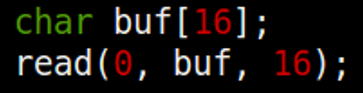 char buf[16];
read(0, buf, 16);